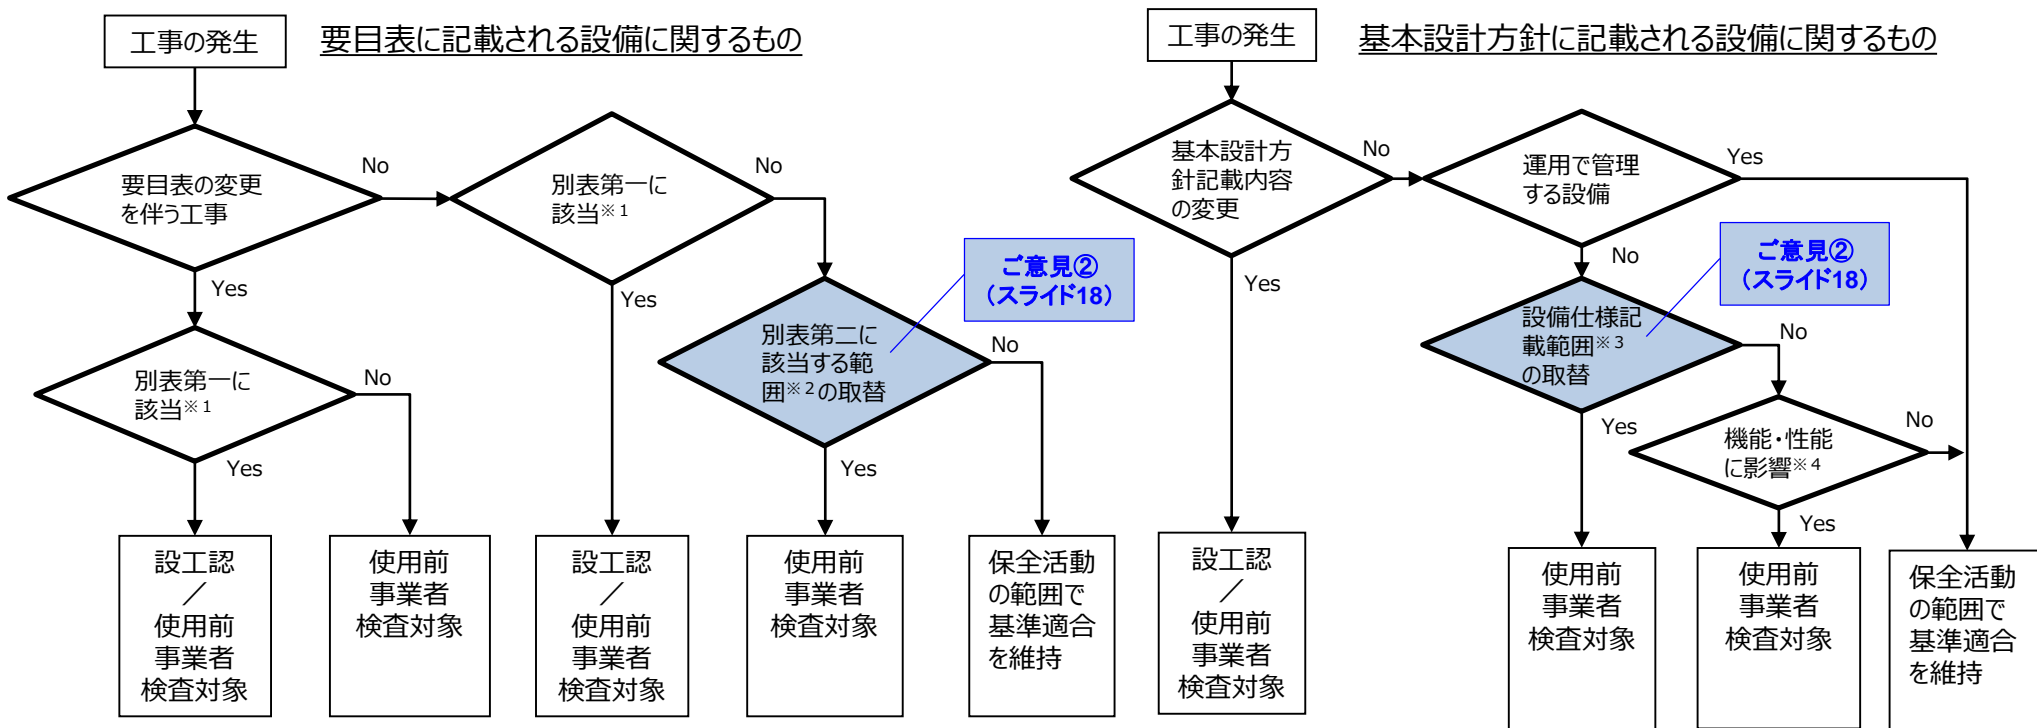 工事の発生
要目表に記載される設備に関するもの
要目表の変更
を伴う工事
No
Yes
別表第一に
該当※1
No
Yes
別表第一に
該当※1
No
Yes
ご意見②
（スライド18）
別表第二に
該当する範
囲※2の取替
No
Yes
設工認
／
使用前
事業者
検査対象
使用前
事業者
検査対象
設工認
／
使用前
事業者
検査対象
使用前
事業者
検査対象
保全活動
の範囲で
基準適合
を維持
工事の発生
基本設計方針に記載される設備に関するもの
基本設計方
針記載内容
の変更
No
Yes
運用で管理
する設備
Yes
No
ご意見②
（スライド18）
設備仕様記
載範囲※3
の取替
No
Yes
機能・性能
に影響※4
No
Yes
設工認
／
使用前
事業者
検査対象
使用前
事業者
検査対象
使用前
事業者
検査対象
保全活動
の範囲で
基準適合
を維持